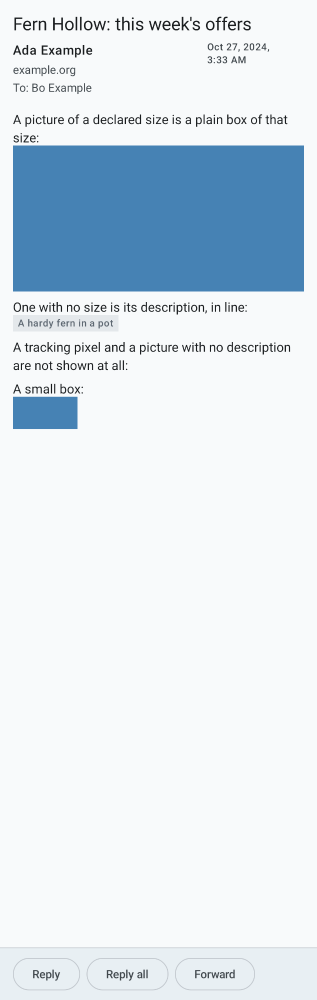 Fern Hollow: this week's offers
Ada Example
Oct 27, 2024,
3:33 AM
example.org
To: Bo Example
A picture of a declared size is a plain box of that
size:
One with no size is its description, in line:
A hardy fern in a pot
A tracking pixel and a picture with no description
are not shown at all:
A small box:
Reply
Reply all
Forward